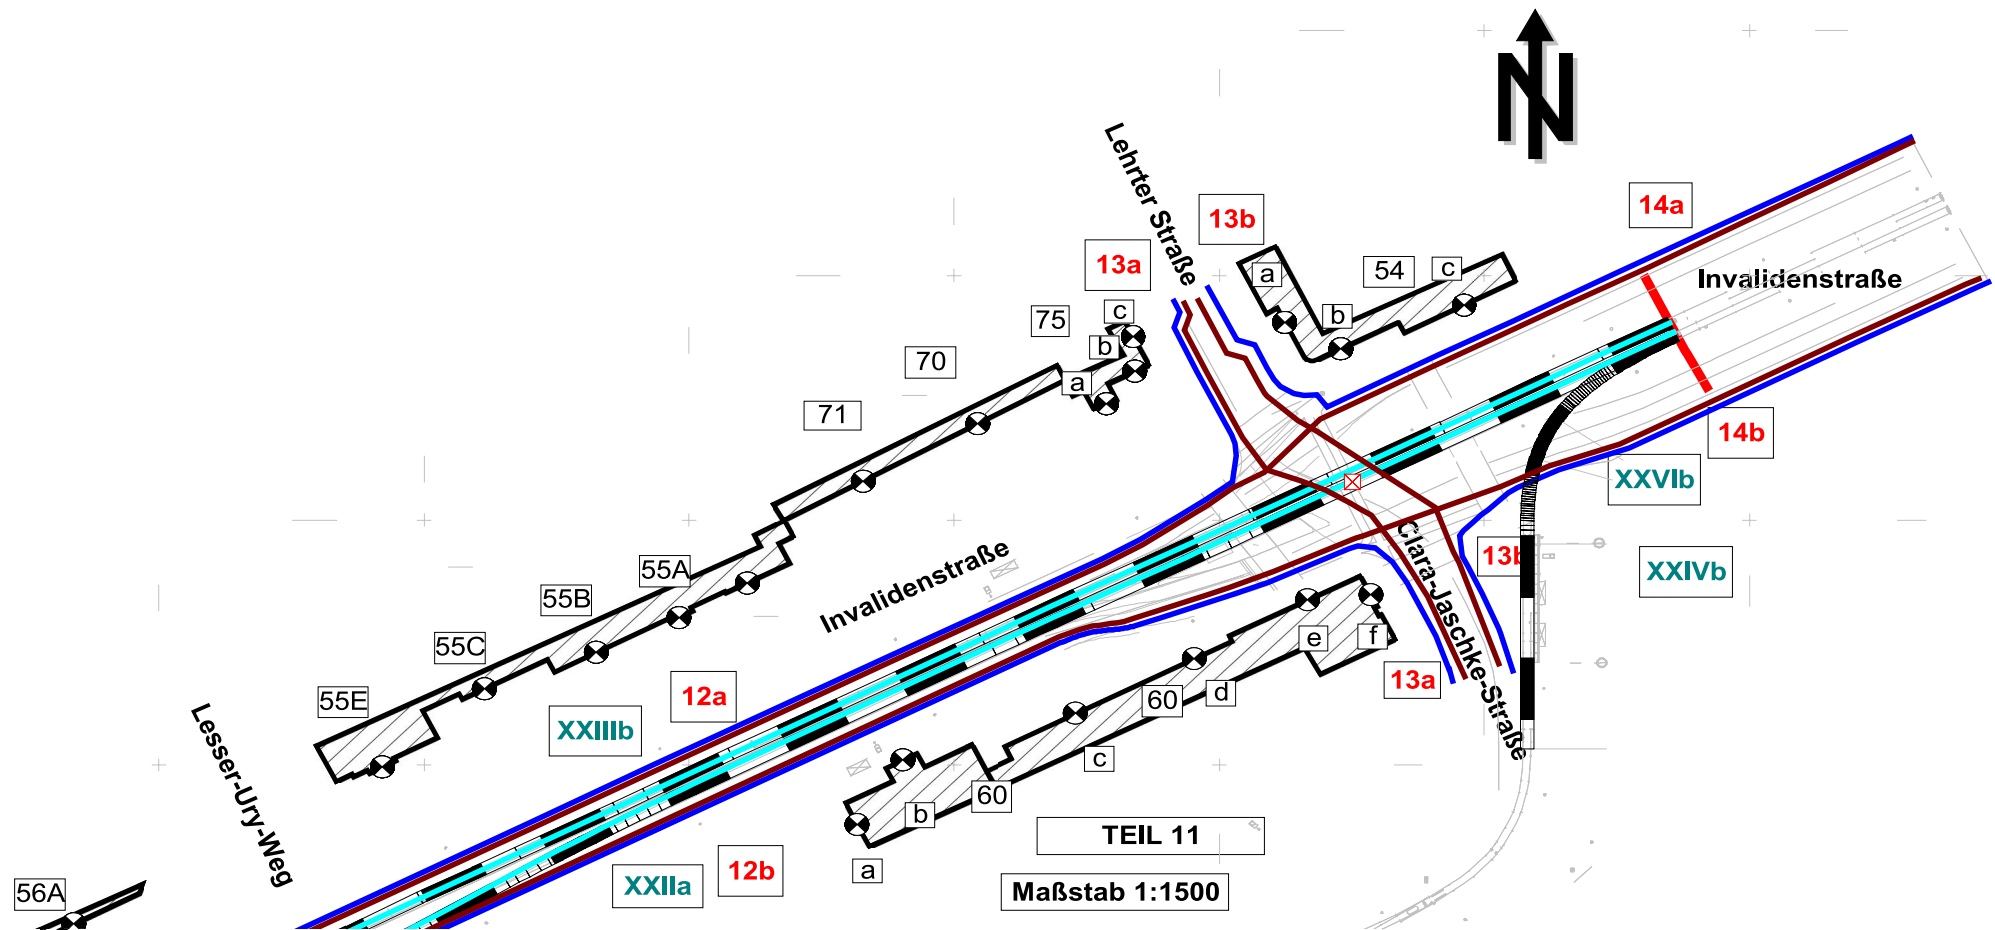 N
Lehrter Straße
13b
14a
13a
a
54
c
Invalidenstraße
75
c
b
b
70
a
71
14b
XXVIb
Clara-Jaschke-Straße
13b
XXIVb
55A
Invalidenstraße
55B
55C
e
f
12a
60
d
13a
55E
XXIIIb
Lesser-Ury-Weg
c
60
b
TEIL 11
a
12b
XXIIa
56A
Maßstab 1:1500